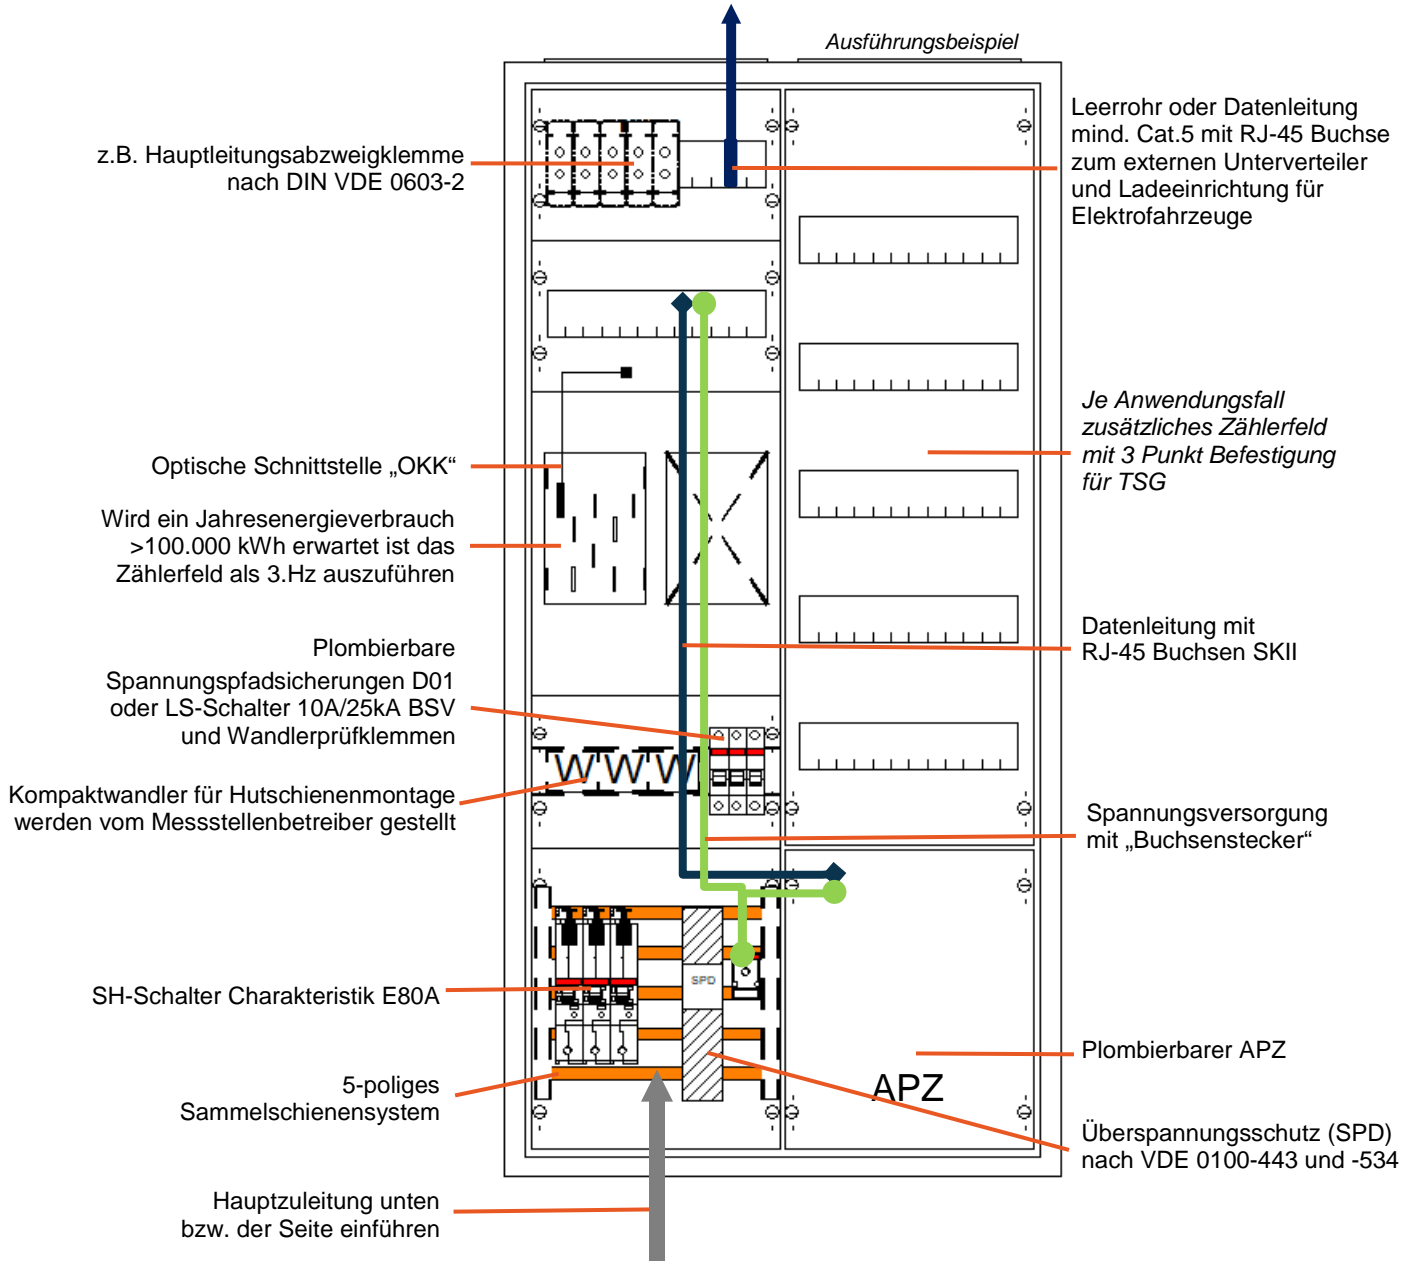 Ausführungsbeispiel
z.B. Hauptleitungsabzweigklemme
nach DIN VDE 0603-2
Leerrohr oder Datenleitung
mind. Cat.5 mit RJ-45 Buchse
zum externen Unterverteiler
und Ladeeinrichtung für
Elektrofahrzeuge
Je Anwendungsfall
zusätzliches Zählerfeld
mit 3 Punkt Befestigung
für TSG
Optische Schnittstelle „OKK“
Wird ein Jahresenergieverbrauch
>100.000 kWh erwartet ist das
Zählerfeld als 3.Hz auszuführen
Datenleitung mit
RJ-45 Buchsen SKII
Plombierbare
Spannungspfadsicherungen D01
oder LS-Schalter 10A/25kA BSV
und Wandlerprüfklemmen
W W W
Kompaktwandler für Hutschienenmontage
werden vom Messstellenbetreiber gestellt
Spannungsversorgung
mit „Buchsenstecker“
SPD
SH-Schalter Charakteristik E80A
Plombierbarer APZ
APZ
5-poliges
Sammelschienensystem
Überspannungsschutz (SPD)
nach VDE 0100-443 und -534
Hauptzuleitung unten
bzw. der Seite einführen